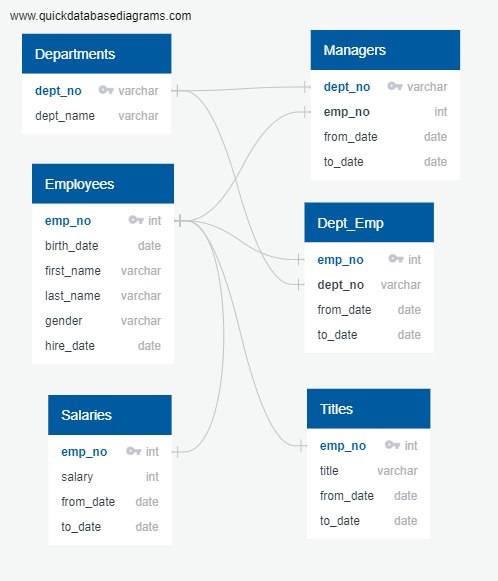 www.quickdatabasediagrams.com
Departments
dept_no varchar
dept_name varchar
Managers
dept_no varchar
emp_no int
from_date date
to_date date
Employees
emp_no int
birth_date date
first_name varchar
last_name varchar
gender varchar
hire_date date
Dept_Emp
emp_no int
dept_no varchar
from_date date
to_date date
Salaries
emp_no int
salary int
from_date date
to_date date
Titles
emp_no int
title varchar
from_date date
to_date date